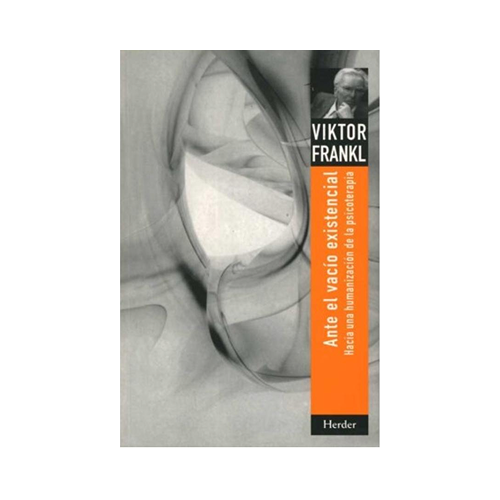 VIKTOR
FRANKL
Ante el vacío existencial
Hacia una humanización de la psicoterapia
Herder